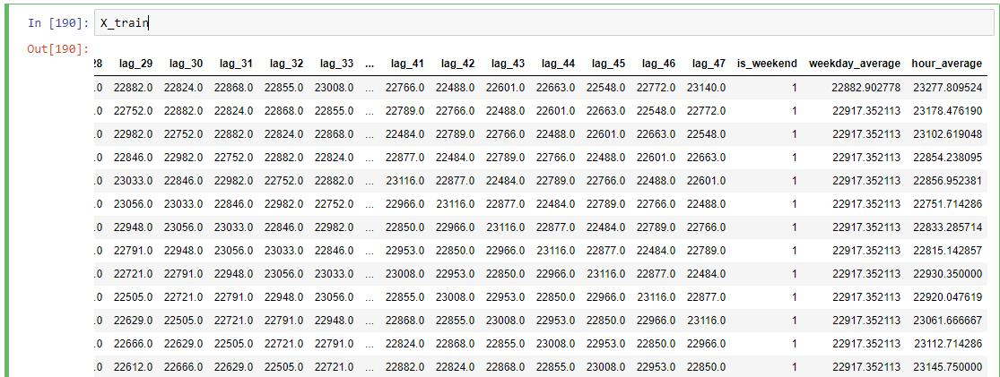 In [190]: X_train
Out[190]:
28 lag_29 lag_30 lag_31 lag_32 lag_33 ... lag_41 lag_42 lag_43 lag_44 lag_45 lag_46 lag_47 is_weekend weekday_average hour_average
.0 22882.0 22824.0 22868.0 22855.0 23008.0 ... 22766.0 22488.0 22601.0 22663.0 22548.0 22772.0 23140.0 1 22882.902778 23277.809524
.0 22752.0 22882.0 22824.0 22868.0 22855.0 ... 22789.0 22766.0 22488.0 22601.0 22663.0 22548.0 22772.0 1 22917.352113 23178.476190
.0 22982.0 22752.0 22882.0 22824.0 22868.0 ... 22484.0 22789.0 22766.0 22488.0 22601.0 22663.0 22548.0 1 22917.352113 23102.619048
.0 22846.0 22982.0 22752.0 22882.0 22824.0 ... 22877.0 22484.0 22789.0 22766.0 22488.0 22601.0 22663.0 1 22917.352113 22854.238095
.0 23033.0 22846.0 22982.0 22752.0 22882.0 ... 23116.0 22877.0 22484.0 22789.0 22766.0 22488.0 22601.0 1 22917.352113 22856.952381
.0 23056.0 23033.0 22846.0 22982.0 22752.0 ... 22966.0 23116.0 22877.0 22484.0 22789.0 22766.0 22488.0 1 22917.352113 22751.714286
.0 22948.0 23056.0 23033.0 22846.0 22982.0 ... 22850.0 22966.0 23116.0 22877.0 22484.0 22789.0 22766.0 1 22917.352113 22833.285714
.0 22791.0 22948.0 23056.0 23033.0 22846.0 ... 22953.0 22850.0 22966.0 23116.0 22877.0 22484.0 22789.0 1 22917.352113 22815.142857
.0 22721.0 22791.0 22948.0 23056.0 23033.0 ... 23008.0 22953.0 22850.0 22966.0 23116.0 22877.0 22484.0 1 22917.352113 22930.350000
.0 22505.0 22721.0 22791.0 22948.0 23056.0 ... 22855.0 23008.0 22953.0 22850.0 22966.0 23116.0 22877.0 1 22917.352113 22920.047619
.0 22629.0 22505.0 22721.0 22791.0 22948.0 ... 22868.0 22855.0 23008.0 22953.0 22850.0 22966.0 23116.0 1 22917.352113 23061.666667
.0 22666.0 22629.0 22505.0 22721.0 22791.0 ... 22824.0 22868.0 22855.0 23008.0 22953.0 22850.0 22966.0 1 22917.352113 23112.714286
.0 22612.0 22666.0 22629.0 22505.0 22721.0 ... 22882.0 22824.0 22868.0 22855.0 23008.0 22953.0 22850.0 1 22917.352113 23145.750000